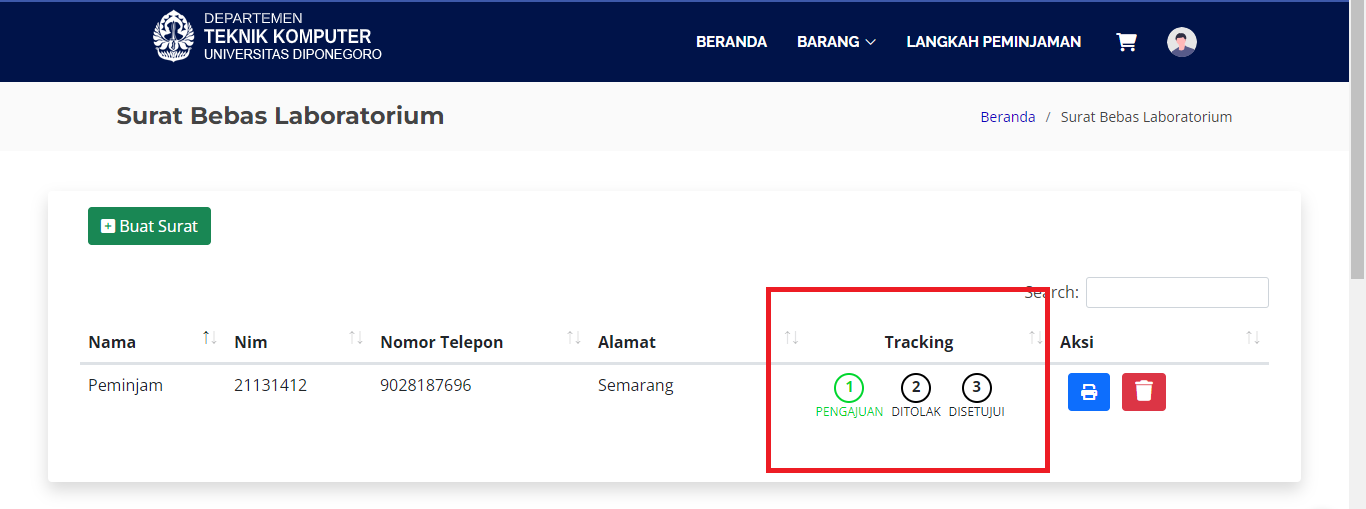 DEPARTEMEN
TEKNIK KOMPUTER
UNIVERSITAS DIPONEGORO
BERANDA BARANG LANGKAH PEMINJAMAN
Surat Bebas Laboratorium
Beranda / Surat Bebas Laboratorium
Buat Surat
Search:
Nama Nim Nomor Telepon Alamat Tracking Aksi
Peminjam 21131412 9028187696 Semarang 1 2 3
PENGAJUAN DITOLAK DISETUJUI